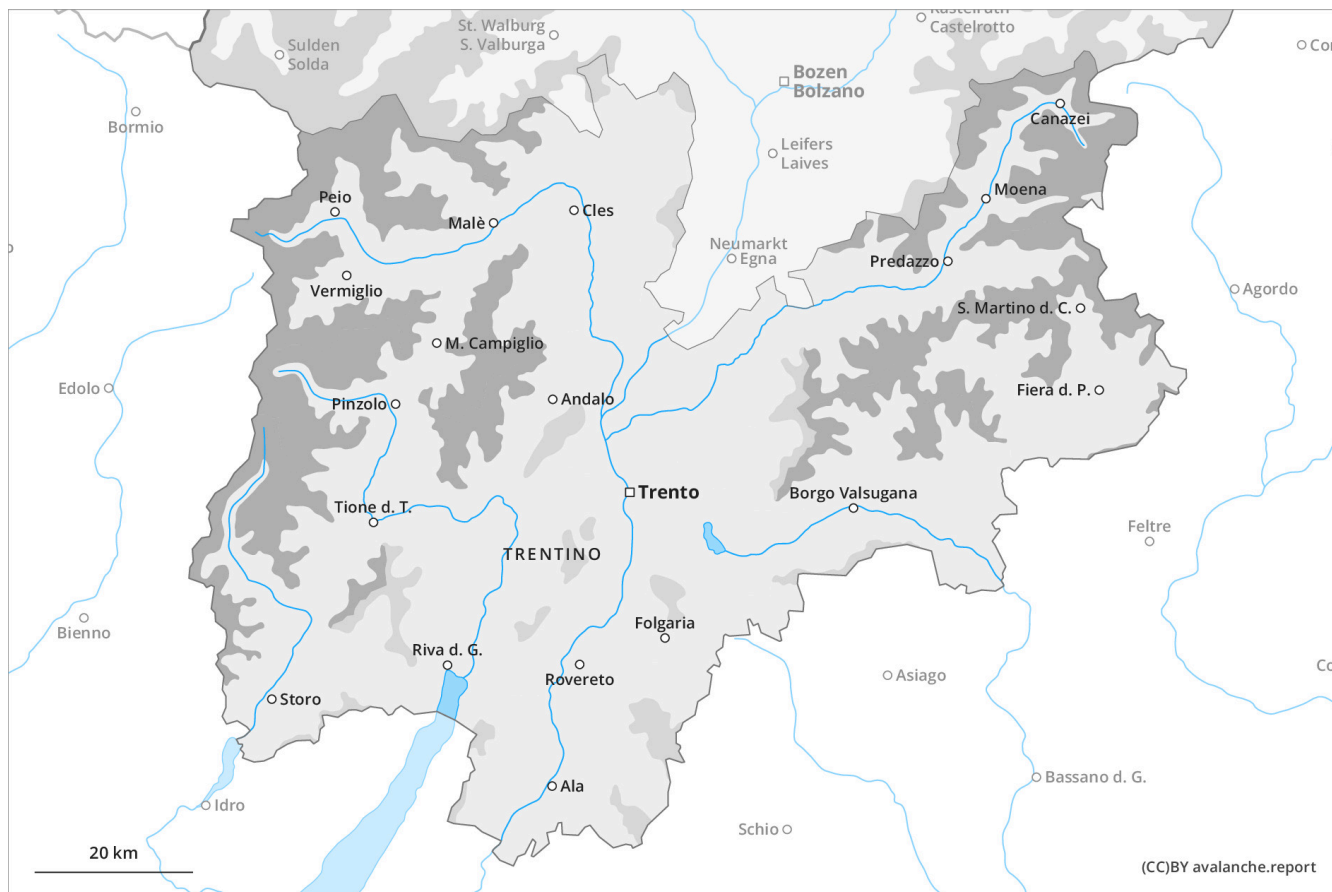 St. Walburg
S. Valburga
Castelrotto
Sulden
Solda
Bozen
Bolzano
Bormio
Canazei
Leifers
Laives
Moena
Peio
Malè
Cles
Neumarkt
Egna
Predazzo
Vermiglio
Agordo
S. Martino d. C.
M. Campiglio
Edolo
Pinzolo
Andalo
Fiera d. P.
Trento
Borgo Valsugana
Tione d. T.
Feltre
TRENTINO
Bienno
Folgaria
Riva d. G.
Rovereto
Asiago
Storo
Bassano d. G.
Ala
Idro
Schio
20 km
(CC)BY avalanche.report